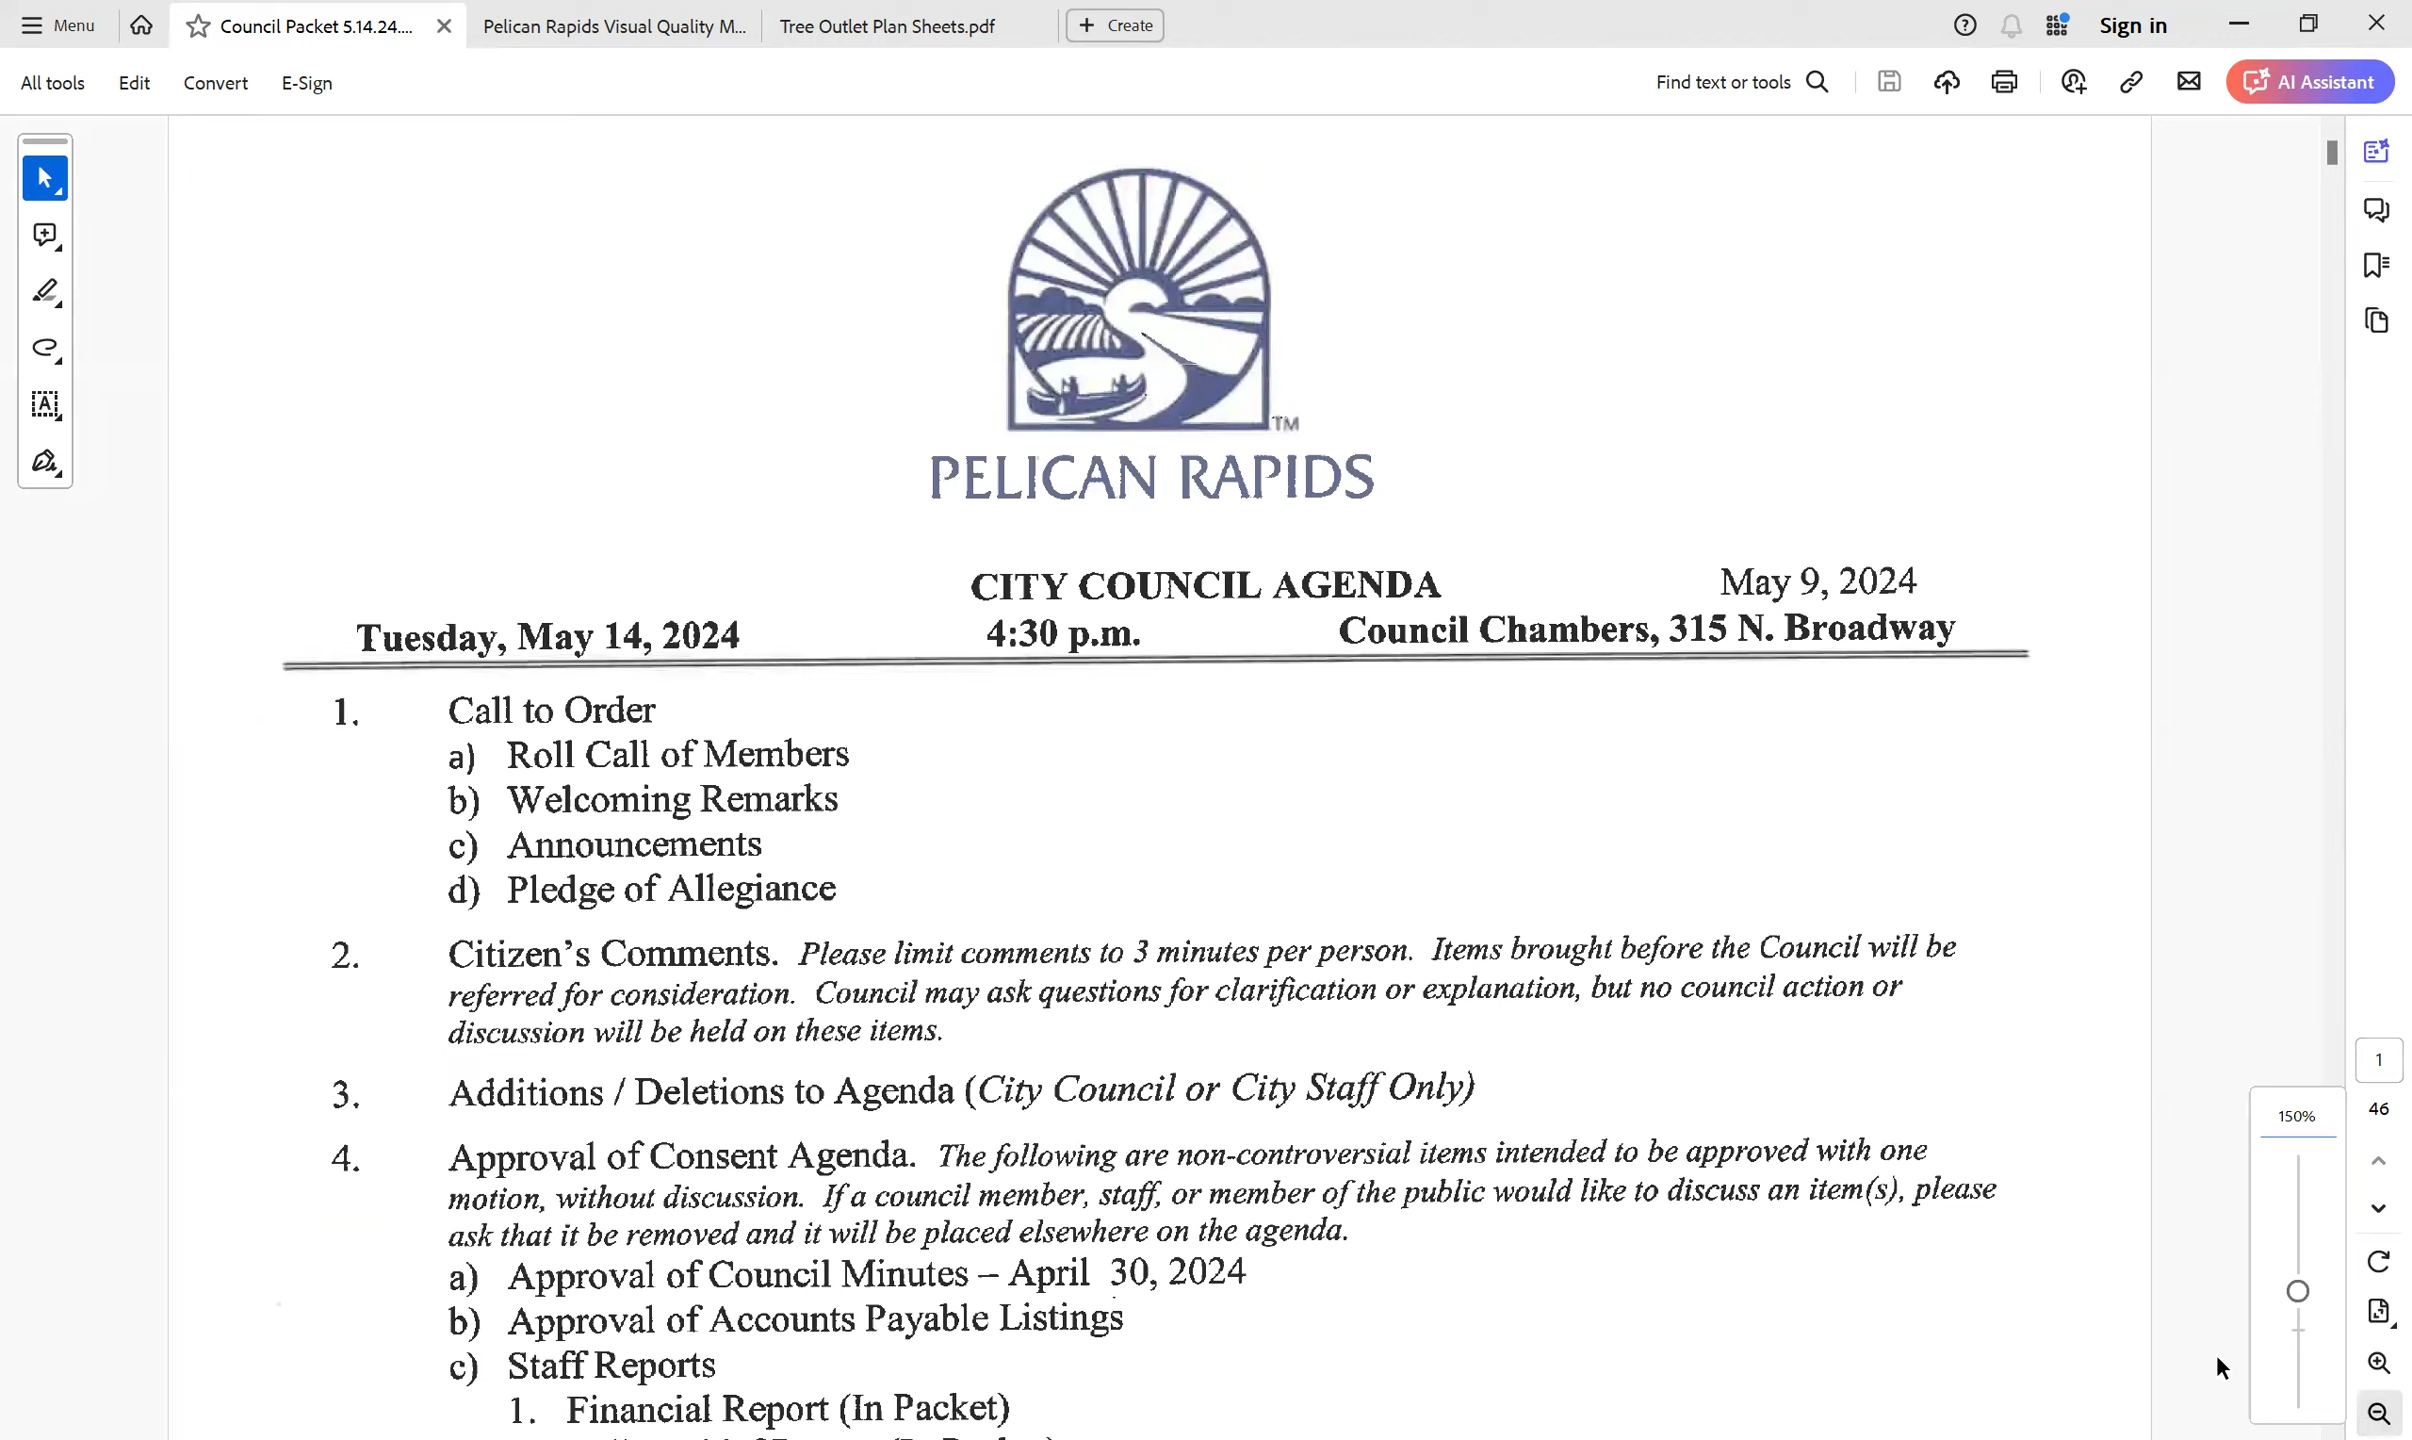 Menu
Council Packet 5.14.24....
Pelican Rapids Visual Quality M...
Tree Outlet Plan Sheets.pdf
Create
Sign in
All tools
Edit
Convert
E-Sign
Find text or tools
AI Assistant
TM
PELICAN RAPIDS
CITY COUNCIL AGENDA May 9, 2024
Tuesday, May 14, 2024 4:30 p.m. Council Chambers, 315 N. Broadway
1. Call to Order
a) Roll Call of Members
b) Welcoming Remarks
c) Announcements
d) Pledge of Allegiance
2. Citizen's Comments. Please limit comments to 3 minutes per person. Items brought before the Council will be
referred for consideration. Council may ask questions for clarification or explanation, but no council action or
discussion will be held on these items.
3. Additions / Deletions to Agenda (City Council or City Staff Only)
4. Approval of Consent Agenda. The following are non-controversial items intended to be approved with one
motion, without discussion. If a council member, staff, or member of the public would like to discuss an item(s), please
ask that it be removed and it will be placed elsewhere on the agenda.
a) Approval of Council Minutes – April 30, 2024
b) Approval of Accounts Payable Listings
c) Staff Reports
1. Financial Report (In Packet)
1
46
150%